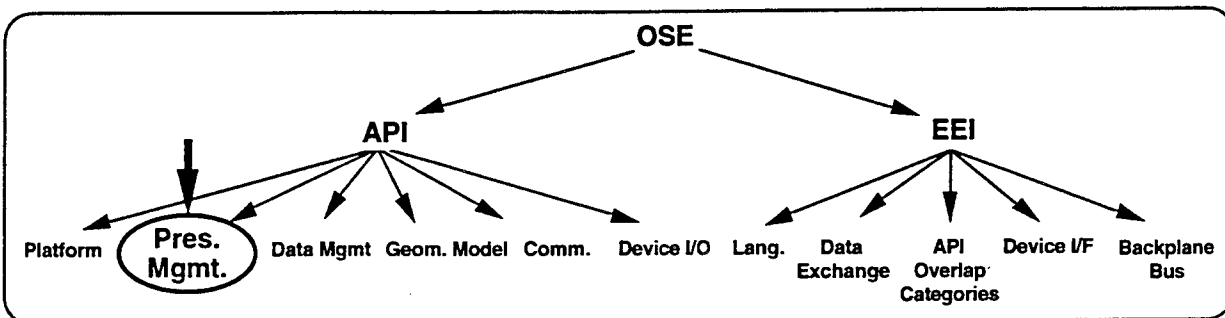 OSE
API
EEI
Platform
Pres.
Mgmt.
Data Mgmt
Geom. Model
Comm.
Device I/O
Lang.
Data
Exchange
API
Overlap
Categories
Device I/F
Backplane
Bus